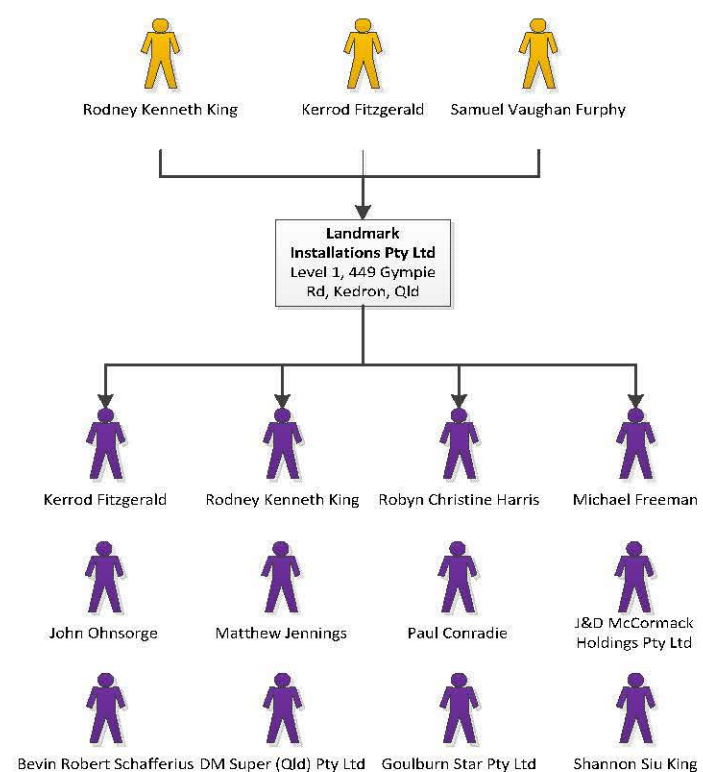 Rodney Kenneth King
Kerrod Fitzgerald
Samuel Vaughan Furphy
Landmark
Installations Pty Ltd
Level 1, 449 Gympie
Rd, Kedron, Qld
Kerrod Fitzgerald
Rodney Kenneth King
Robyn Christine Harris
Michael Freeman
John Ohnsorge
Matthew Jennings
Paul Conradie
J&D McCormack
Holdings Pty Ltd
Bevin Robert Schafferius
DM Super (Qld) Pty Ltd
Goulburn Star Pty Ltd
Shannon Siu King